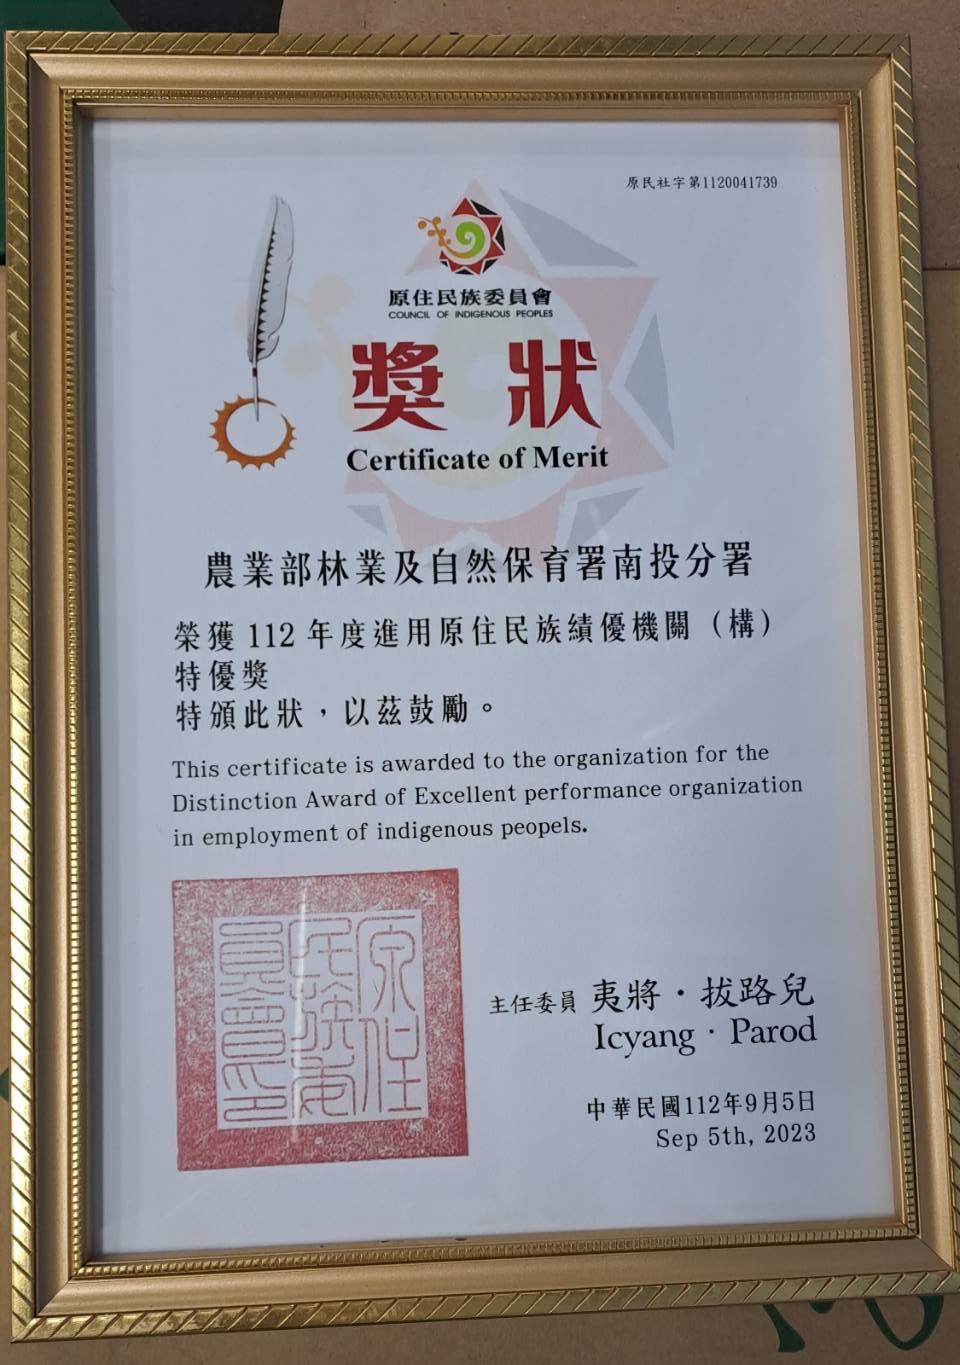 原民社字第1120041739
原住民族委員會
COUNCIL OF INDIGENOUS PEOPLES
獎狀
Certificate of Merit
農業部林業及自然保育署南投分署
榮獲 112 年度進用原住民族績優機關（構）
特優獎
特頒此狀，以茲鼓勵。
This certificate is awarded to the organization for the
Distinction Award of Excellent performance organization
in employment of indigenous peopels.
原住
民族委
員會印
主任委員 夷將・拔路兒
Icyang · Parod
中華民國112年9月5日
Sep 5th, 2023